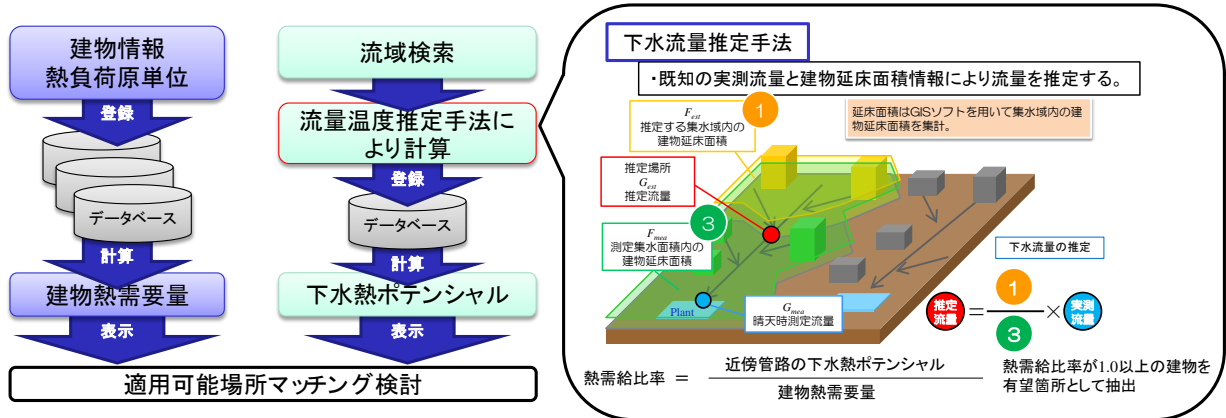 建物情報
熱負荷原単位
登録
データベース
計算
建物熱需要量
表示
流域検索
流量温度推定手法に
より計算
登録
データベース
計算
下水熱ポテンシャル
表示
適用可能場所マッチング検討
下水流量推定手法
・既知の実測流量と建物延床面積情報により流量を推定する。
F_est
推定する集水域内の
建物延床面積
1
延床面積はGISソフトを用いて集水域内の建
物延床面積を集計。
推定場所
G_est
推定流量
3
F_mea
測定集水面積内の
建物延床面積
Plant
G_mea
晴天時測定流量
下水流量の推定
推定
流量
=
1
3
×
実測
流量
熱需給比率 =
近傍管路の下水熱ポテンシャル
建物熱需要量
熱需給比率が1.0以上の建物を
有望箇所として抽出